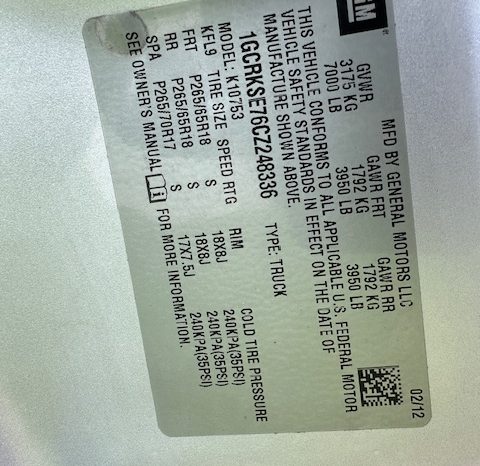 GM
MFD BY GENERAL MOTORS LLC 02/12
GVWR GAWR FRT GAWR RR
3175 KG 1792 KG 1792 KG
7000 LB 3950 LB 3950 LB
THIS VEHICLE CONFORMS TO ALL APPLICABLE U.S. FEDERAL MOTOR
VEHICLE SAFETY STANDARDS IN EFFECT ON THE DATE OF
MANUFACTURE SHOWN ABOVE.
1GCRKSE76CZ248336 TYPE: TRUCK
MODEL: K10753
KFL9 TIRE SIZE SPEED RTG RIM COLD TIRE PRESSURE
FRT P265/65R18 S 18X8J 240KPA(35PSI)
RR P265/65R18 S 18X8J 240KPA(35PSI)
SPA P265/70R17 S 17X7.5J 240KPA(35PSI)
SEE OWNER'S MANUAL FOR MORE INFORMATION.